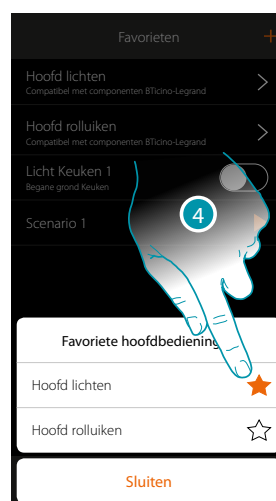 Favorieten
Hoofd lichten
Compatibel met componenten BTicino-Legrand
Hoofd rolluiken
Compatibel met componenten BTicino-Legrand
Licht Keuken 1
Begane grond Keuken
Scenario 1
4
Favoriete hoofdbediening
Hoofd lichten
Hoofd rolluiken
Sluiten